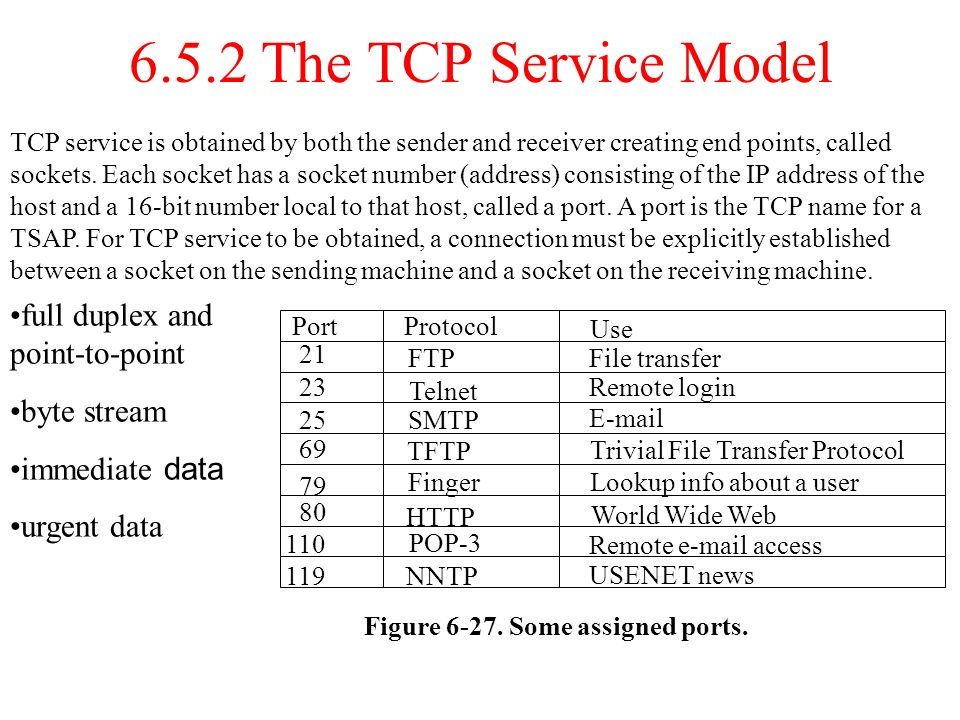 6.5.2 The TCP Service Model
TCP service is obtained by both the sender and receiver creating end points, called
sockets. Each socket has a socket number (address) consisting of the IP address of the
host and a 16-bit number local to that host, called a port. A port is the TCP name for a
TSAP. For TCP service to be obtained, a connection must be explicitly established
between a socket on the sending machine and a socket on the receiving machine.
•full duplex and
point-to-point
•byte stream
•immediate data
•urgent data
Port Protocol Use
21 FTP File transfer
23 Telnet Remote login
25 SMTP E-mail
69 TFTP Trivial File Transfer Protocol
79 Finger Lookup info about a user
80 HTTP World Wide Web
110 POP-3 Remote e-mail access
119 NNTP USENET news
Figure 6-27. Some assigned ports.